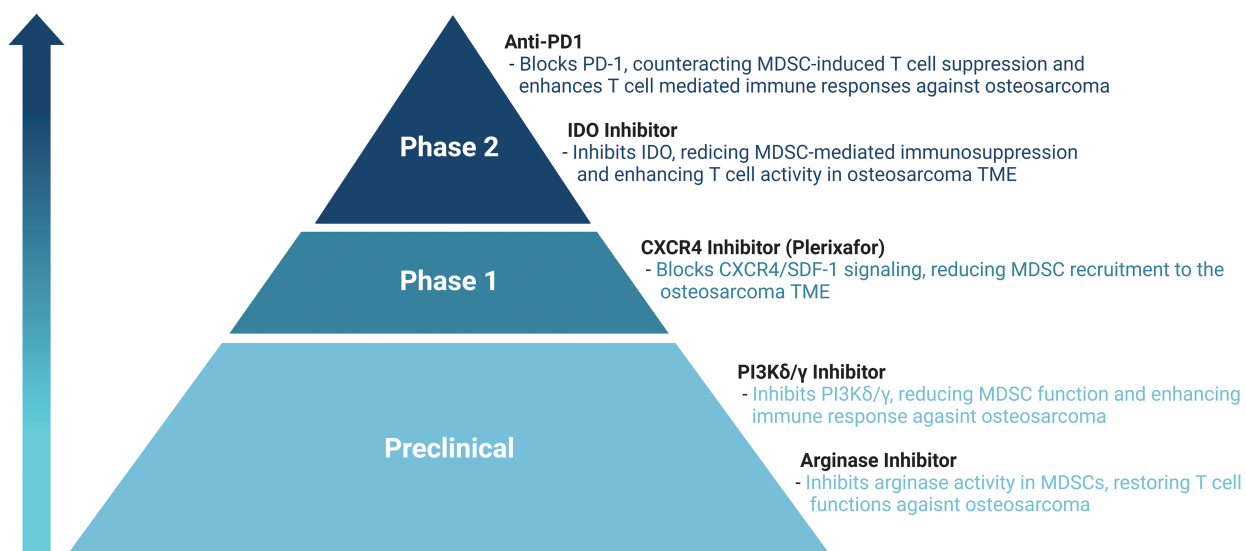 Anti-PD1
- Blocks PD-1, counteracting MDSC-induced T cell suppression and
enhances T cell mediated immune responses against osteosarcoma
Phase 2
IDO Inhibitor
- Inhibits IDO, redicing MDSC-mediated immunosuppression
and enhancing T cell activity in osteosarcoma TME
CXCR4 Inhibitor (Plerixafor)
- Blocks CXCR4/SDF-1 signaling, reducing MDSC recruitment to the
osteosarcoma TME
Phase 1
PI3Kδ/γ Inhibitor
- Inhibits PI3Kδ/γ, reducing MDSC function and enhancing
immune response agasint osteosarcoma
Preclinical
Arginase Inhibitor
- Inhibits arginase activity in MDSCs, restoring T cell
functions agaisnt osteosarcoma